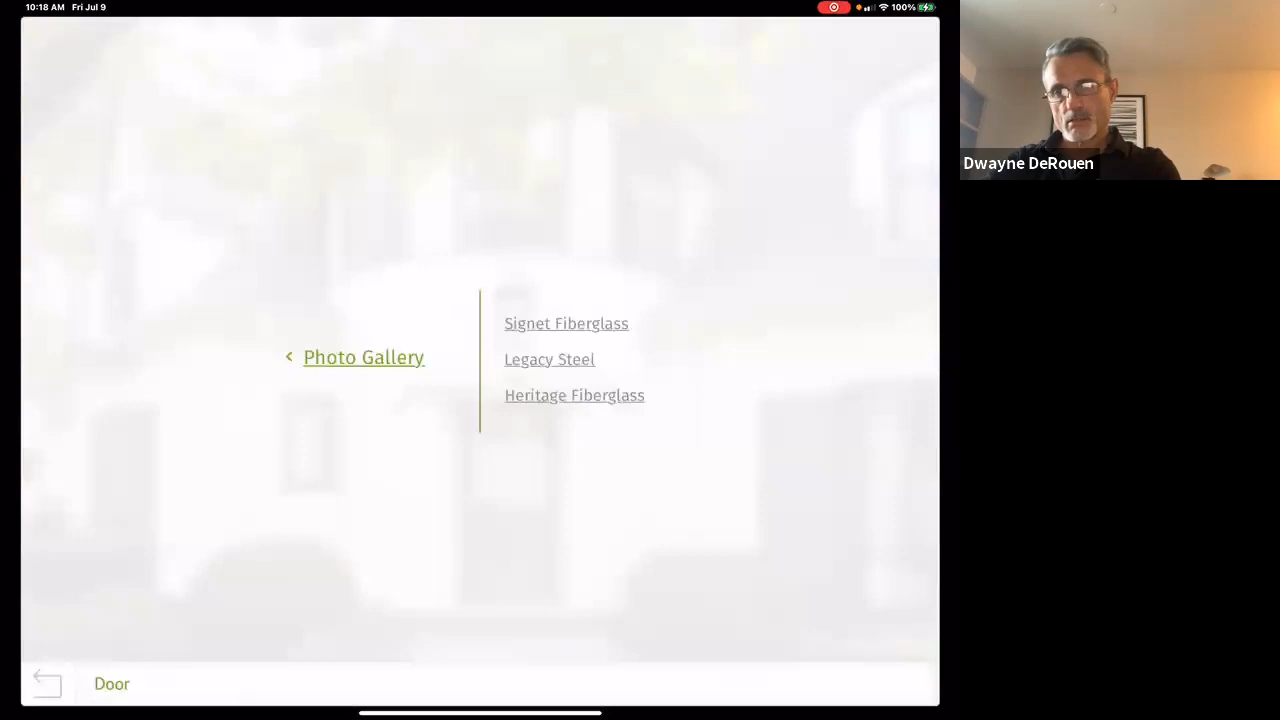 10:18 AM Fri Jul 9
100%
Dwayne DeRouen
Signet Fiberglass
< Photo Gallery
Legacy Steel
Heritage Fiberglass
Door